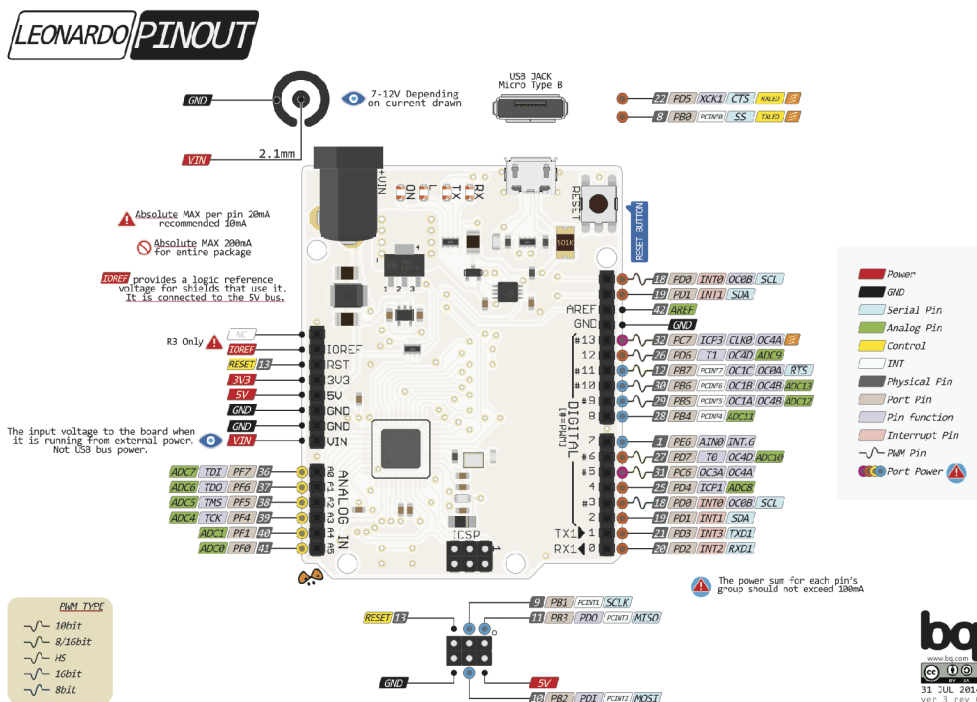 LEONARDO PINOUT
USB JACK
Micro Type B
7-12V Depending
on current drawn
GND
VIN
2.1mm
22 PD5 XCK1 CTS RXLED
8 PB0 PCINT0 SS TXLED
+VIN
ON L TX RX
RESET
RESET BUTTON
501K
1 2 3
4
Absolute MAX per pin 20mA
recommended 10mA
Absolute MAX 200mA
for entire package
IOREF provides a logic reference
voltage for shields that use it.
It is connected to the 5V bus.
R3 Only
NC
IOREF IOREF
RESET 13 RST
3V3 3V3
5V 5V
GND GND
GND GND
VIN VIN
The input voltage to the board when
it is running from external power.
Not USB bus power.
ADC7 TDI PF7 36 A0
ADC6 TDO PF6 37 A1
ADC5 TMS PF5 38 A2
ADC4 TCK PF4 39 A3
ADC1 PF1 40 A4
ADC0 PF0 41 A5
ANALOG IN
18 PD0 INT0 OC0B SCL
19 PD1 INT1 SDA
AREF 42 AREF
GND GND
#13 32 PC7 ICP3 CLK0 OC4A
12 26 PD6 T1 OC4D ADC9
#11 12 PB7 PCINT7 OC1C OC0A RTS
#10 30 PB6 PCINT6 OC1B OC4B ADC13
#9 29 PB5 PCINT5 OC1A OC4B ADC12
8 28 PB4 PCINT4 ADC11
7 1 PE6 AIN0 INT.6
#6 27 PD7 T0 OC4D ADC10
#5 31 PC6 OC3A OC4A
4 25 PD4 ICP1 ADC8
#3 18 PD0 INT0 OC0B SCL
2 19 PD1 INT1 SDA
TX1 1 21 PD3 INT3 TXD1
RX1 0 20 PD2 INT2 RXD1
DIGITAL
(#=PWM)
ICSP
1
Power
GND
Serial Pin
Analog Pin
Control
INT
Physical Pin
Port Pin
Pin function
Interrupt Pin
PWM Pin
Port Power
The power sum for each pin's
group should not exceed 100mA
PWM TYPE
10bit
8/16bit
HS
16bit
8bit
9 PB1 PCINT1 SCLK
11 PB3 PDO PCINT3 MISO
RESET 13
GND
5V
10 PB2 PDI PCINT2 MOSI
bq
www.bq.com
cc BY SA
31 JUL 2014
ver 3 rev